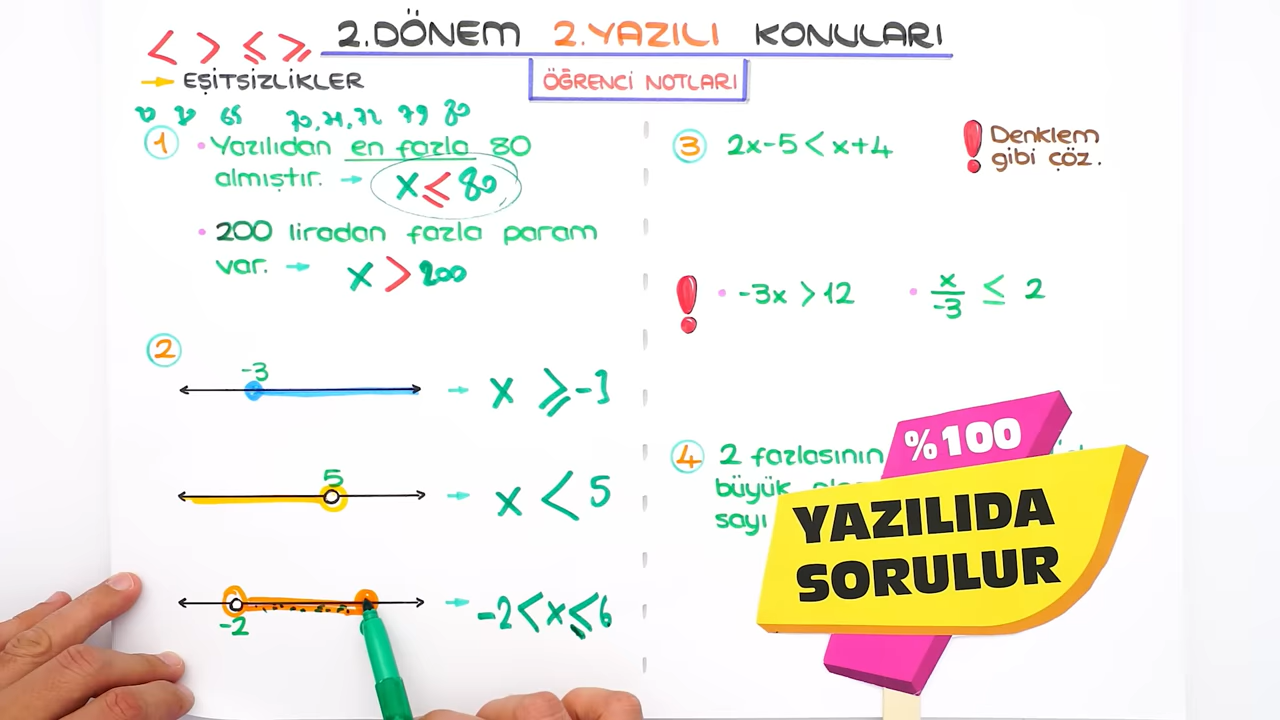 < > ≤ ≥
2.DÖNEM 2.YAZILI KONULARI
→ EŞİTSİZLİKLER
ÖĞRENCİ NOTLARI
65 70, 71, 72 79 80
1 • Yazılıdan en fazla 80
almıştır. → x ≤ 80
• 200 liradan fazla param
var. → x > 200
2
-3
→ x ≥ -3
5
→ x < 5
-2
→ -2 < x ≤ 6
3 2x-5 < x+4
! Denklem
gibi çöz.
! • -3x > 12 • x/-3 ≤ 2
4 2 fazlasının
büyük
sayı
%100
YAZILIDA
SORULUR